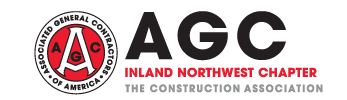 ASSOCIATED GENERAL CONTRACTORS
AGC
OF AMERICA
AGC
INLAND NORTHWEST CHAPTER
THE CONSTRUCTION ASSOCIATION